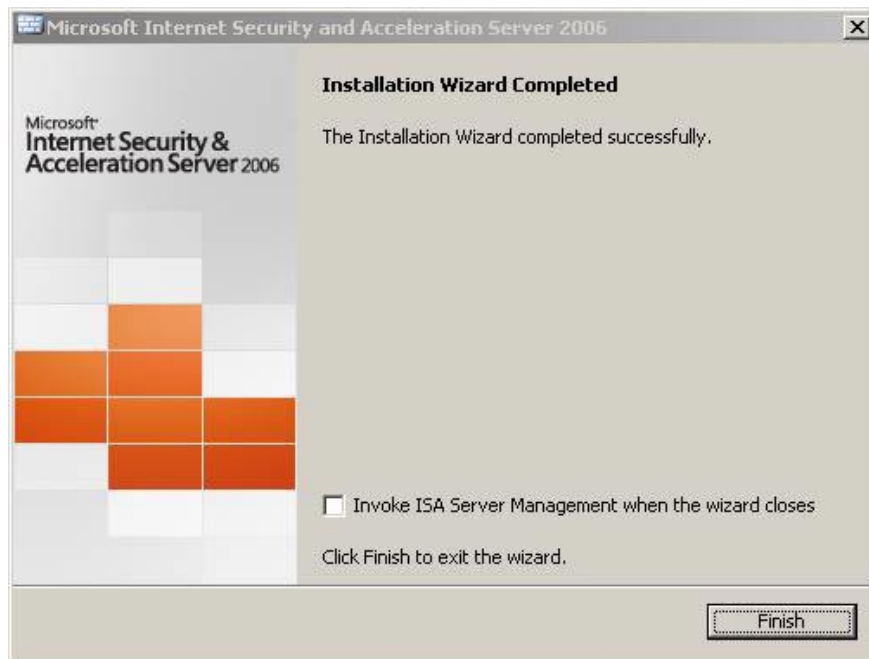 Microsoft Internet Security and Acceleration Server 2006
Microsoft
Internet Security &
Acceleration Server 2006
Installation Wizard Completed
The Installation Wizard completed successfully.
Invoke ISA Server Management when the wizard closes
Click Finish to exit the wizard.
Finish